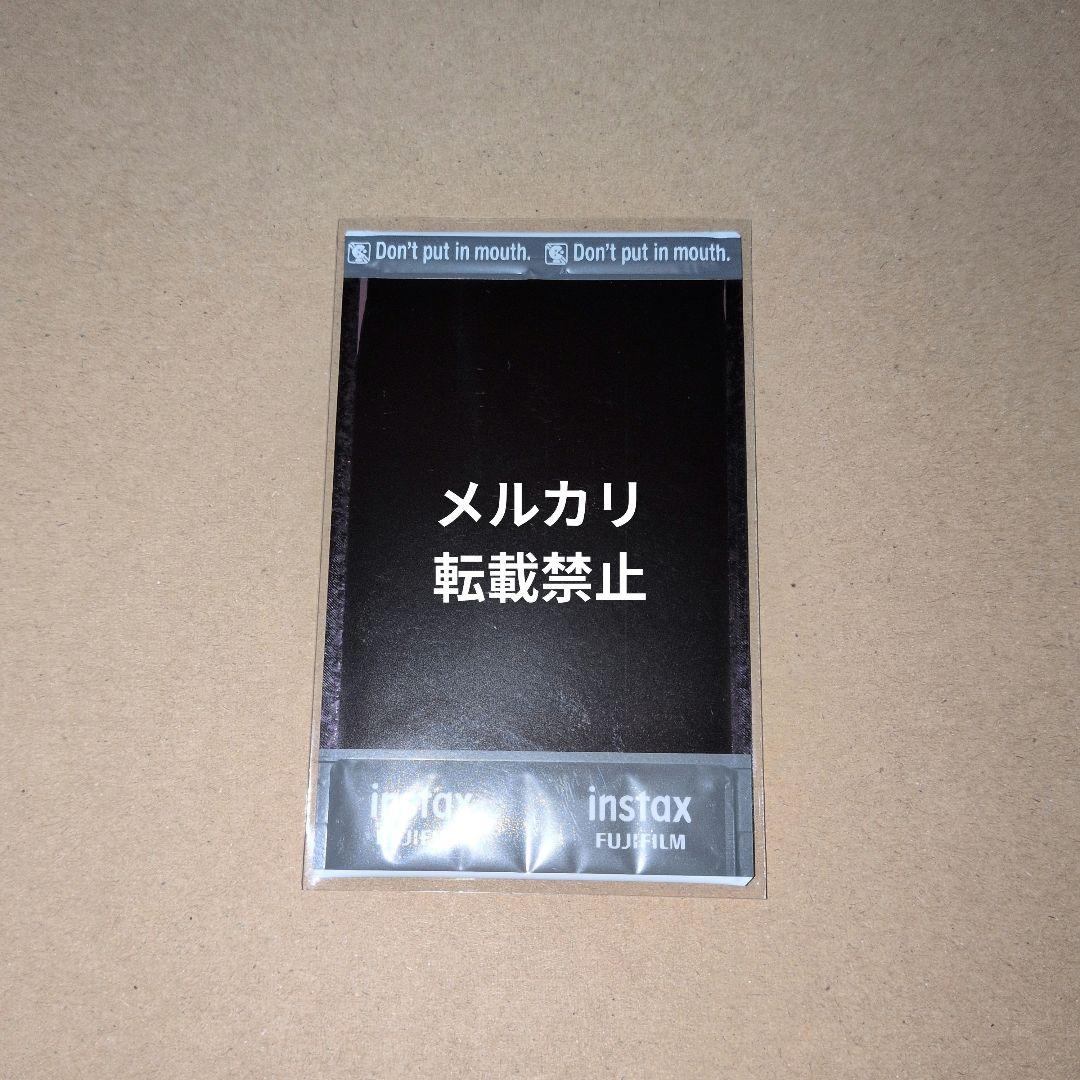 Don't put in mouth. Don't put in mouth.
メルカリ
転載禁止
instax instax
FUJIFILM FUJIFILM